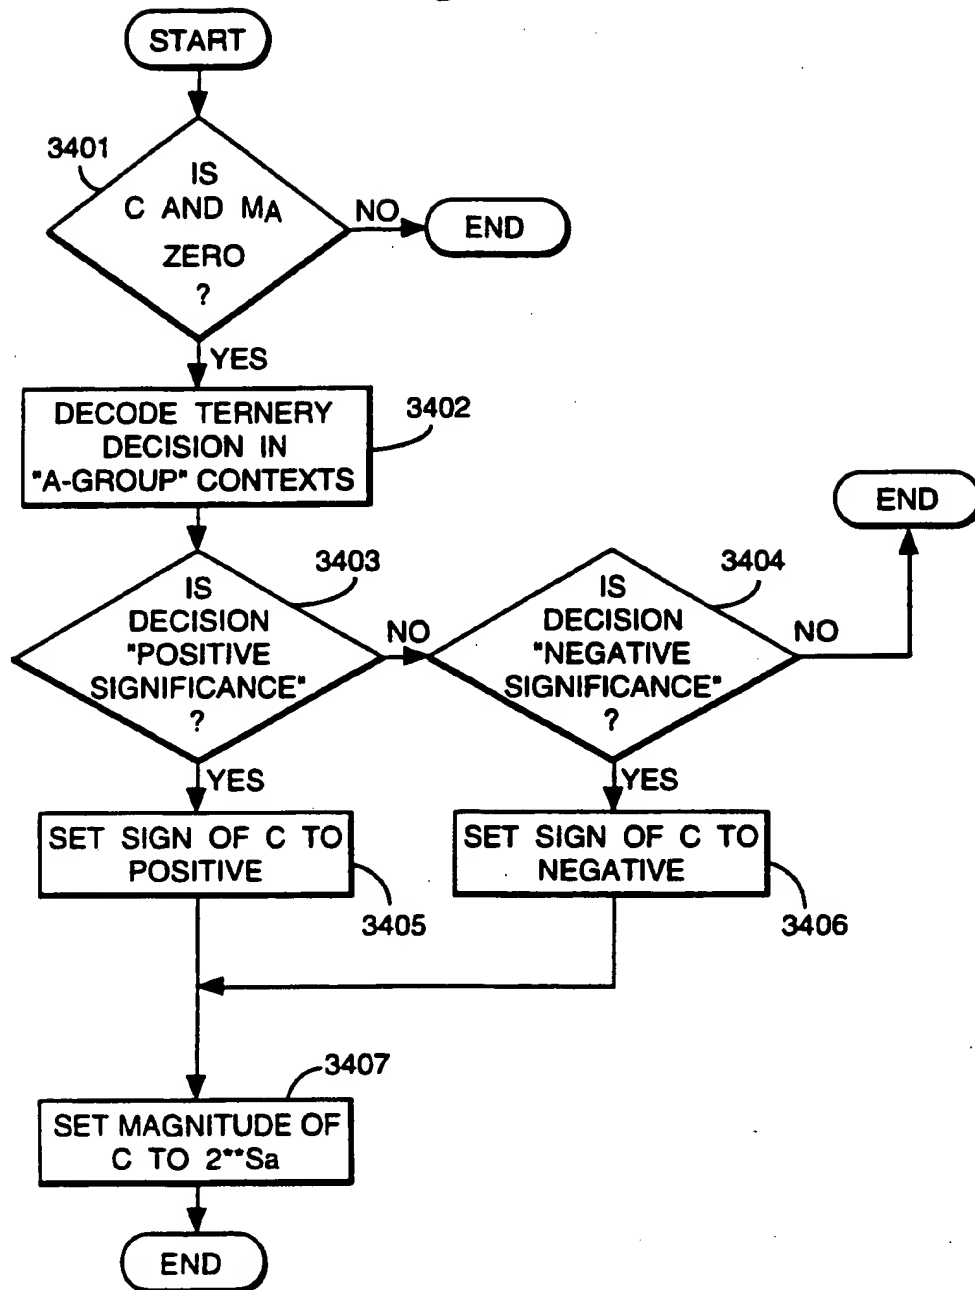 START
3401
IS
C AND MA
ZERO
?
NO
END
YES
DECODE TERNERY
DECISION IN
"A-GROUP" CONTEXTS
3402
END
3403
IS
DECISION
"POSITIVE
SIGNIFICANCE"
?
NO
3404
IS
DECISION
"NEGATIVE
SIGNIFICANCE"
?
NO
YES
YES
SET SIGN OF C TO
POSITIVE
3405
SET SIGN OF C TO
NEGATIVE
3406
3407
SET MAGNITUDE OF
C TO 2**Sa
END